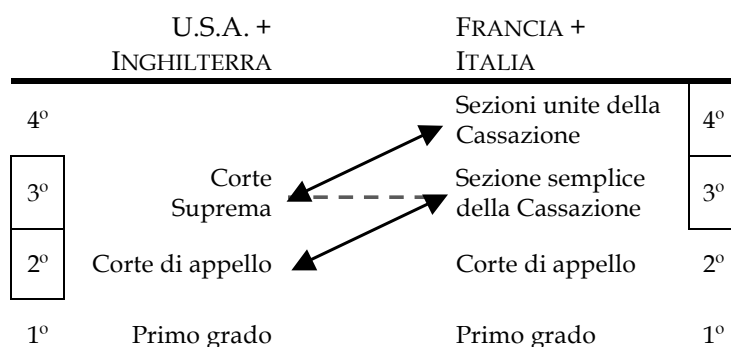 U.S.A. + FRANCIA +
INGHILTERRA ITALIA
4º Sezioni unite della Cassazione 4º
3º Corte Suprema Sezione semplice della Cassazione 3º
2º Corte di appello Corte di appello 2º
1º Primo grado Primo grado 1º